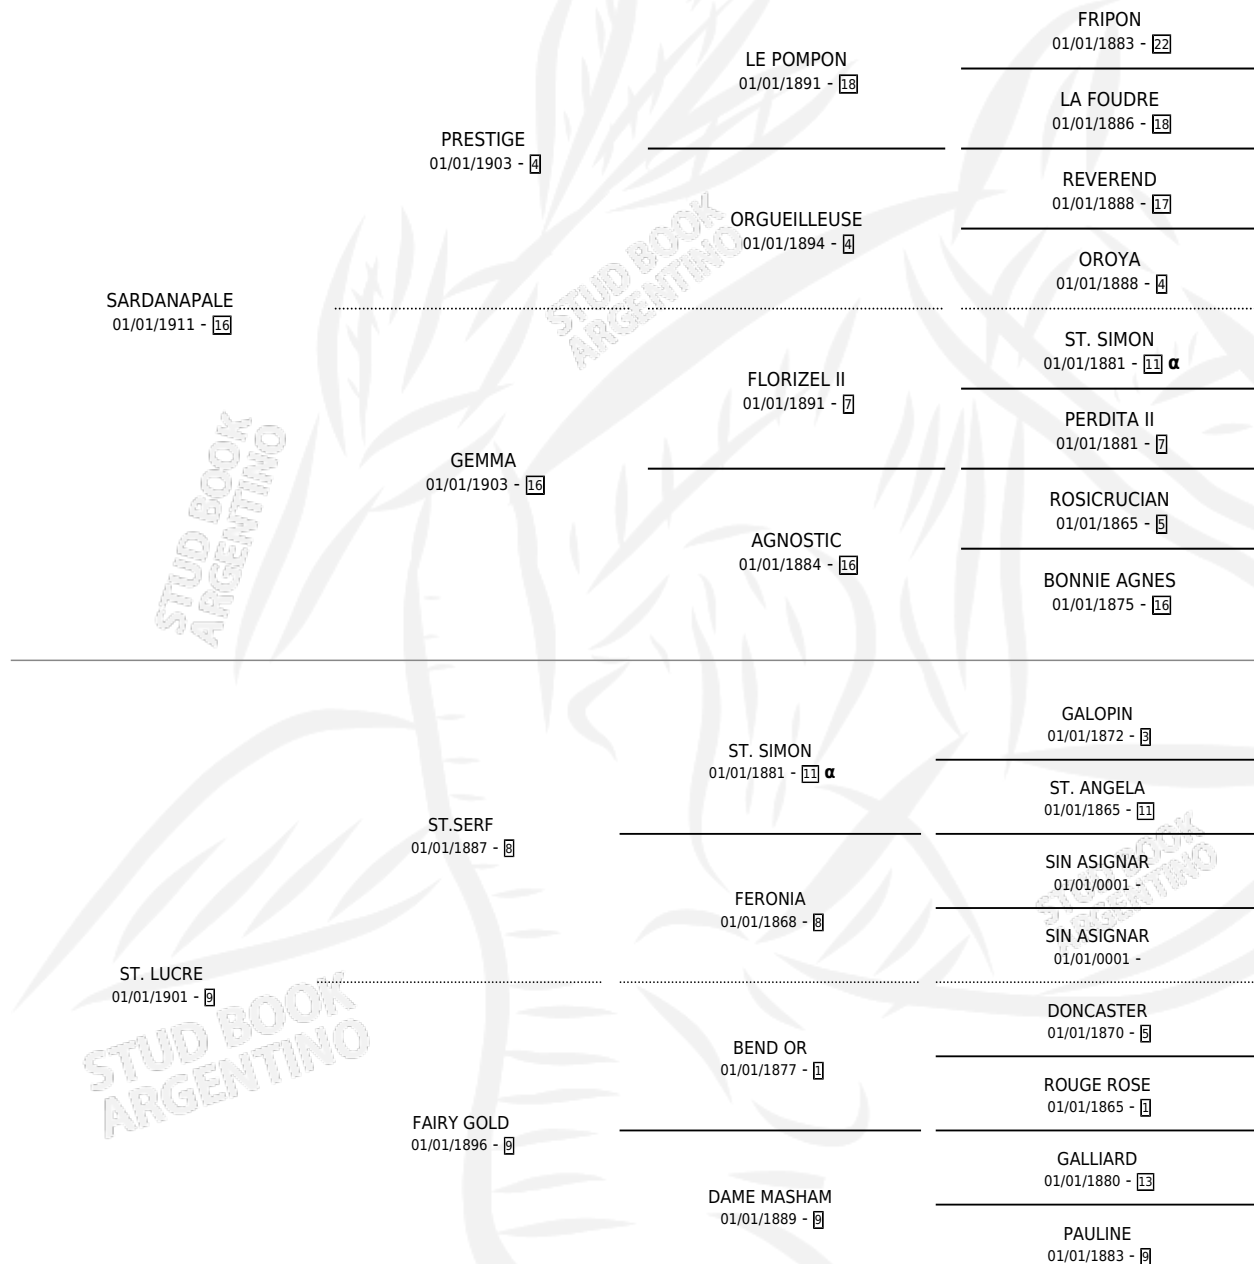 FRIPON
01/01/1883 - 22
LE POMPON
01/01/1891 - 18
LA FOUDRE
01/01/1886 - 18
PRESTIGE
01/01/1903 - 4
REVEREND
01/01/1888 - 17
ORGUEILLEUSE
01/01/1894 - 4
OROYA
01/01/1888 - 4
SARDANAPALE
01/01/1911 - 16
ST. SIMON
01/01/1881 - 11 α
FLORIZEL II
01/01/1891 - 7
PERDITA II
01/01/1881 - 7
GEMMA
01/01/1903 - 16
ROSICRUCIAN
01/01/1865 - 5
AGNOSTIC
01/01/1884 - 16
BONNIE AGNES
01/01/1875 - 16
GALOPIN
01/01/1872 - 3
ST. SIMON
01/01/1881 - 11 α
ST. ANGELA
01/01/1865 - 11
ST.SERF
01/01/1887 - 8
SIN ASIGNAR
01/01/0001 -
FERONIA
01/01/1868 - 8
SIN ASIGNAR
01/01/0001 -
ST. LUCRE
01/01/1901 - 9
DONCASTER
01/01/1870 - 5
BEND OR
01/01/1877 - 1
ROUGE ROSE
01/01/1865 - 1
FAIRY GOLD
01/01/1896 - 9
GALLIARD
01/01/1880 - 13
DAME MASHAM
01/01/1889 - 9
PAULINE
01/01/1883 - 9
STUD BOOK
ARGENTINO
STUD BOOK
ARGENTINO
STUD BOOK
ARGENTINO
STUD BOOK
ARGENTINO